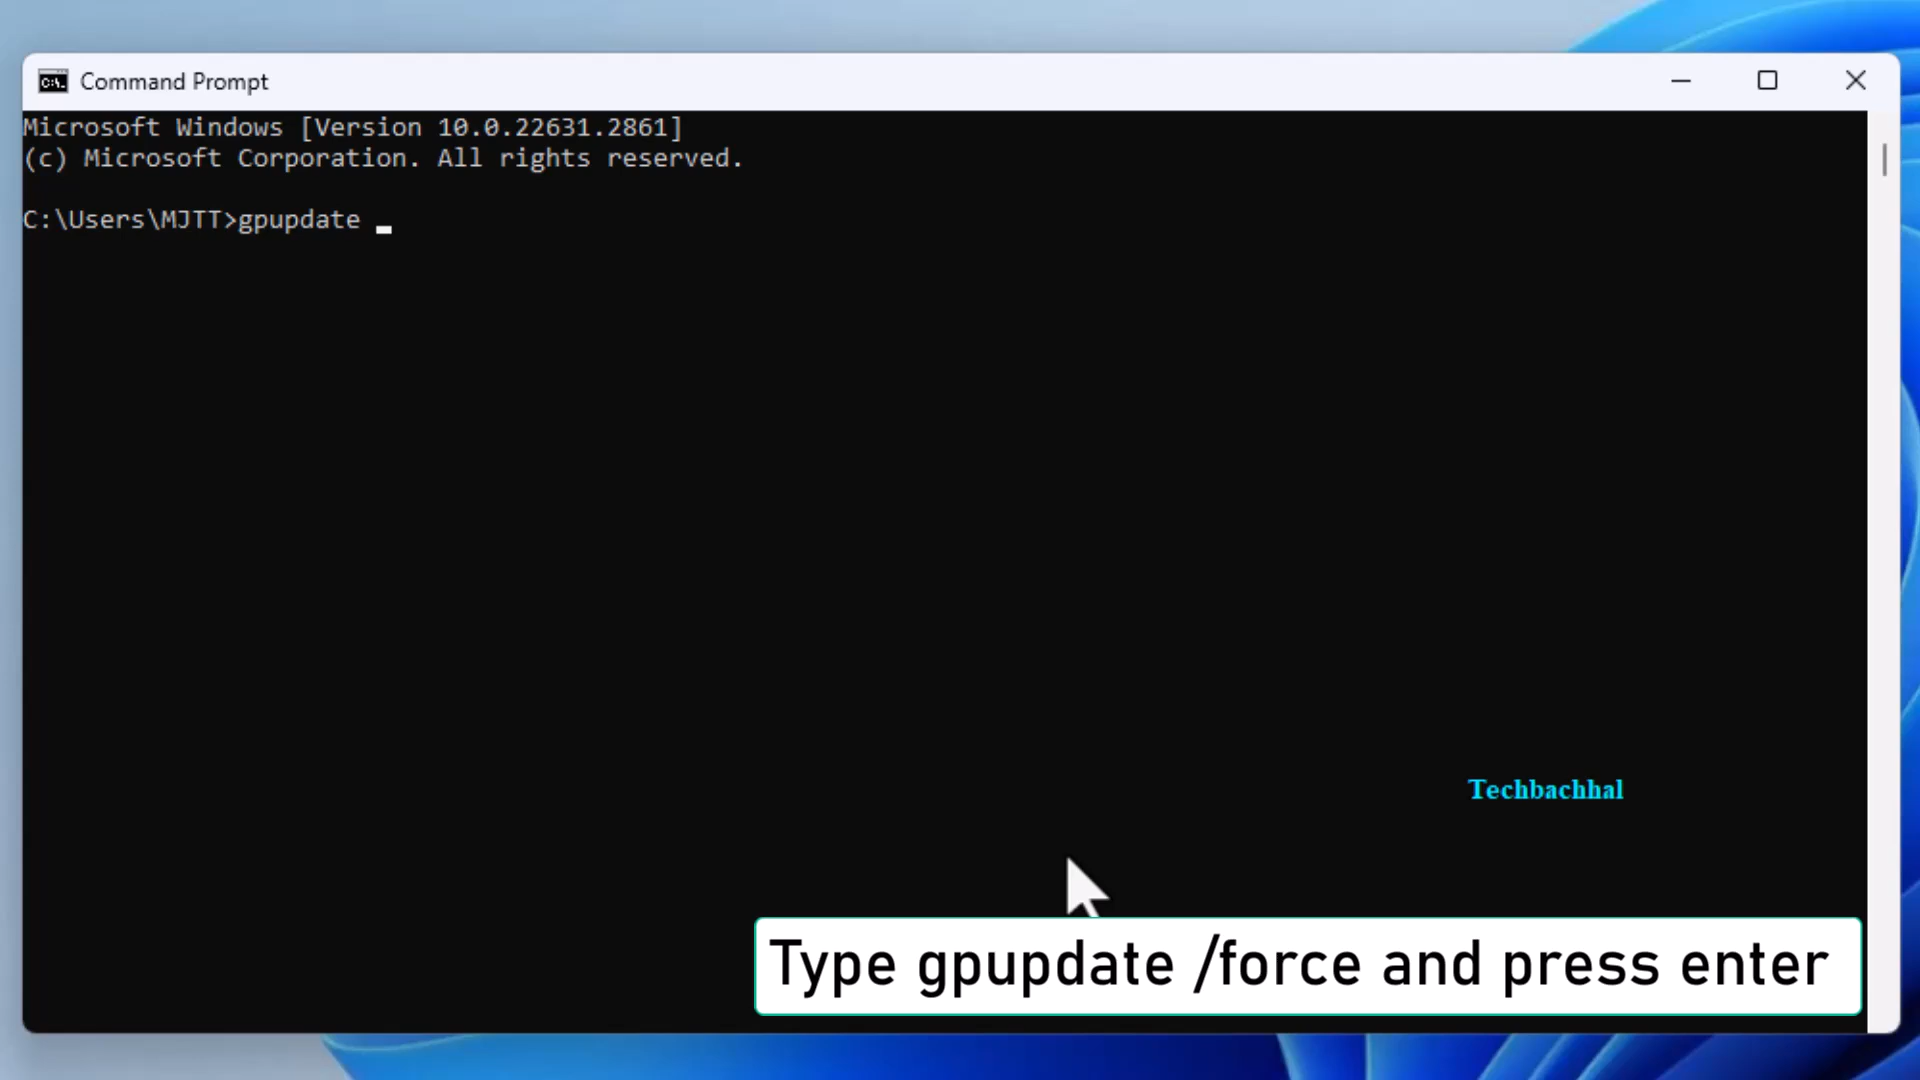 Command Prompt
Microsoft Windows [Version 10.0.22631.2861]
(c) Microsoft Corporation. All rights reserved.
C:\Users\MJTT>gpupdate
Techbachhal
Type gpupdate /force and press enter